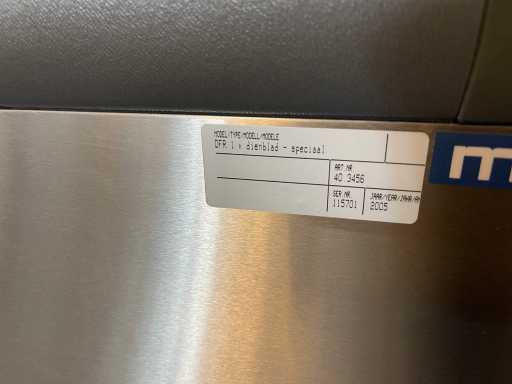 MODEL/TYPE/MODELL/MODELE
DFR 1 x dienblad - speciaal
ART.NR
40 3456
SER.NR.
115701
JAAR/YEAR/JAHR/AN
2005
m